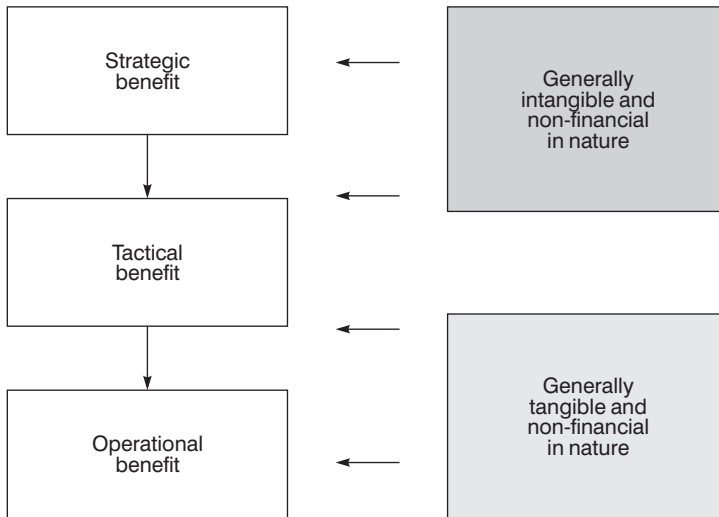 Strategic
benefit
Generally
intangible and
non-financial
in nature
Tactical
benefit
Generally
tangible and
non-financial
in nature
Operational
benefit